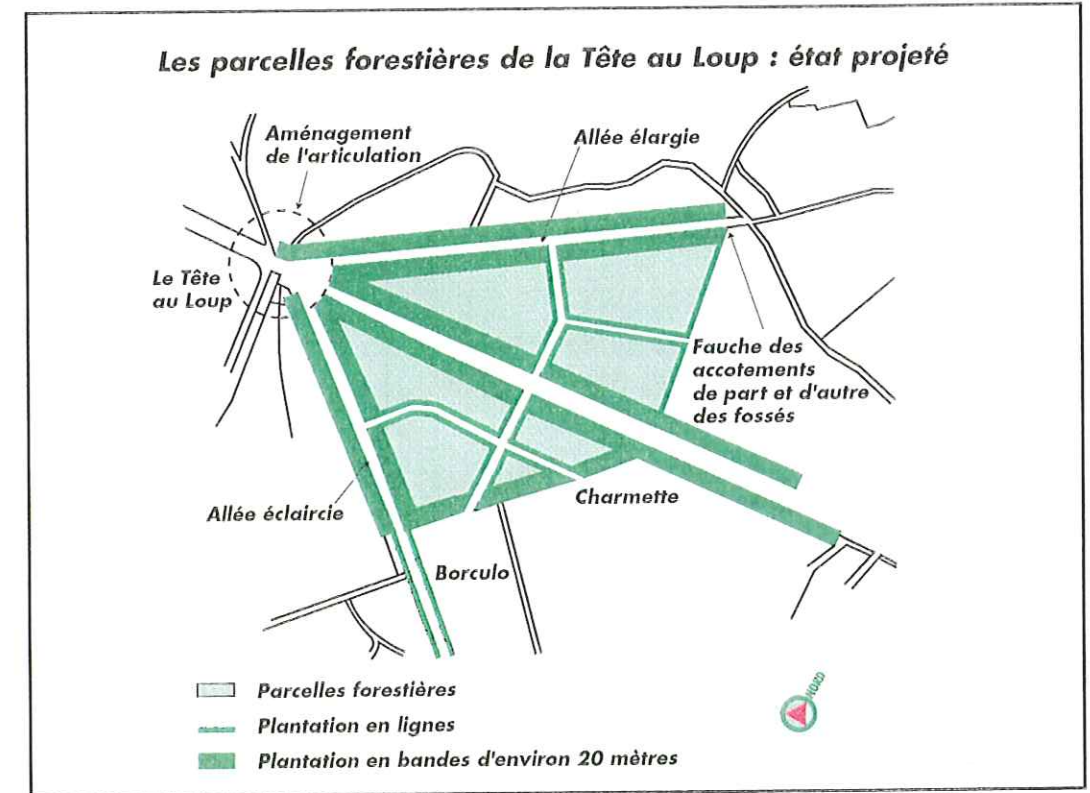 Les parcelles forestières de la Tête au Loup : état projeté
Aménagement
de l'articulation
Allée élargie
Le Tête
au Loup
Fauche des
accotements
de part et d'autre
des fossés
Allée éclaircie
Charmette
Borculo
Parcelles forestières
Plantation en lignes
Plantation en bandes d'environ 20 mètres
NORD